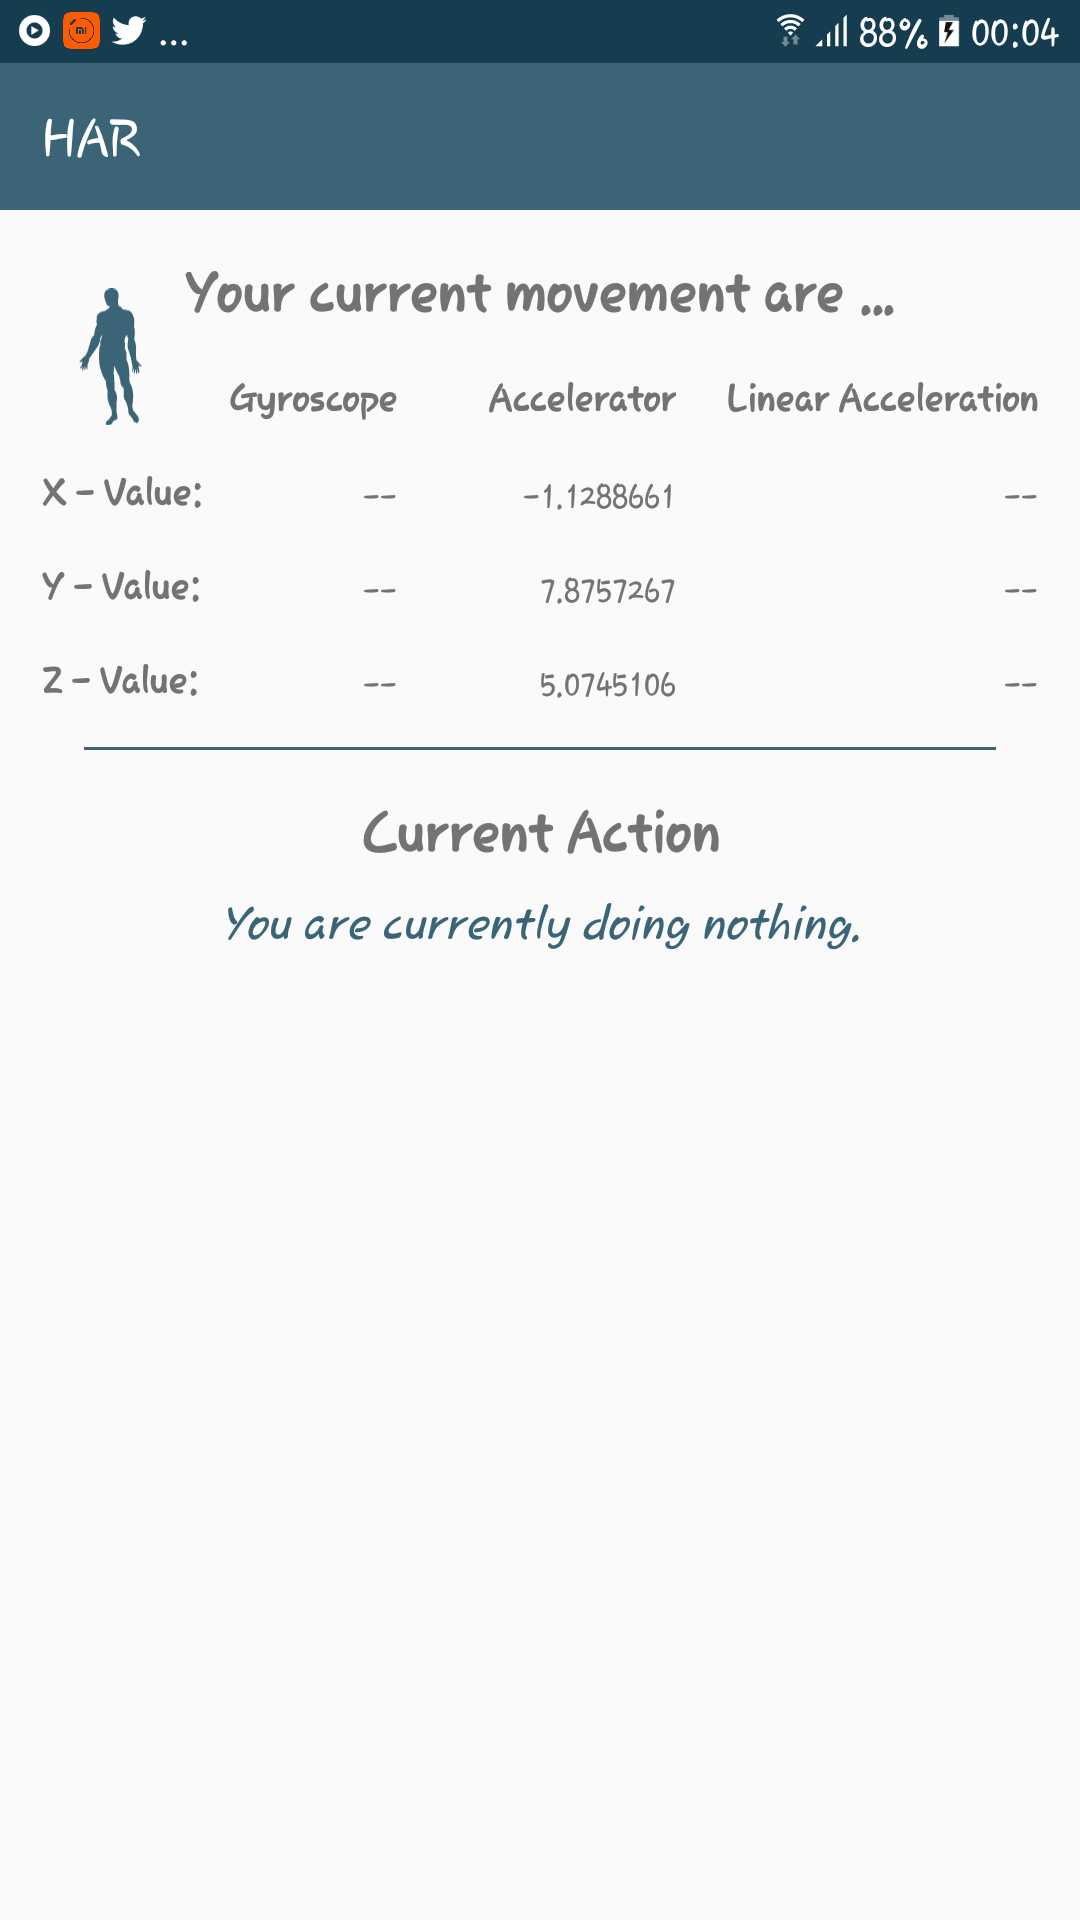 ... 88% 00:04
HAR
Your current movement are ...
Gyroscope Accelerator Linear Acceleration
X - Value: -- -1.1288661 --
Y - Value: -- 7.8757267 --
Z - Value: -- 5.0745106 --
Current Action
You are currently doing nothing.